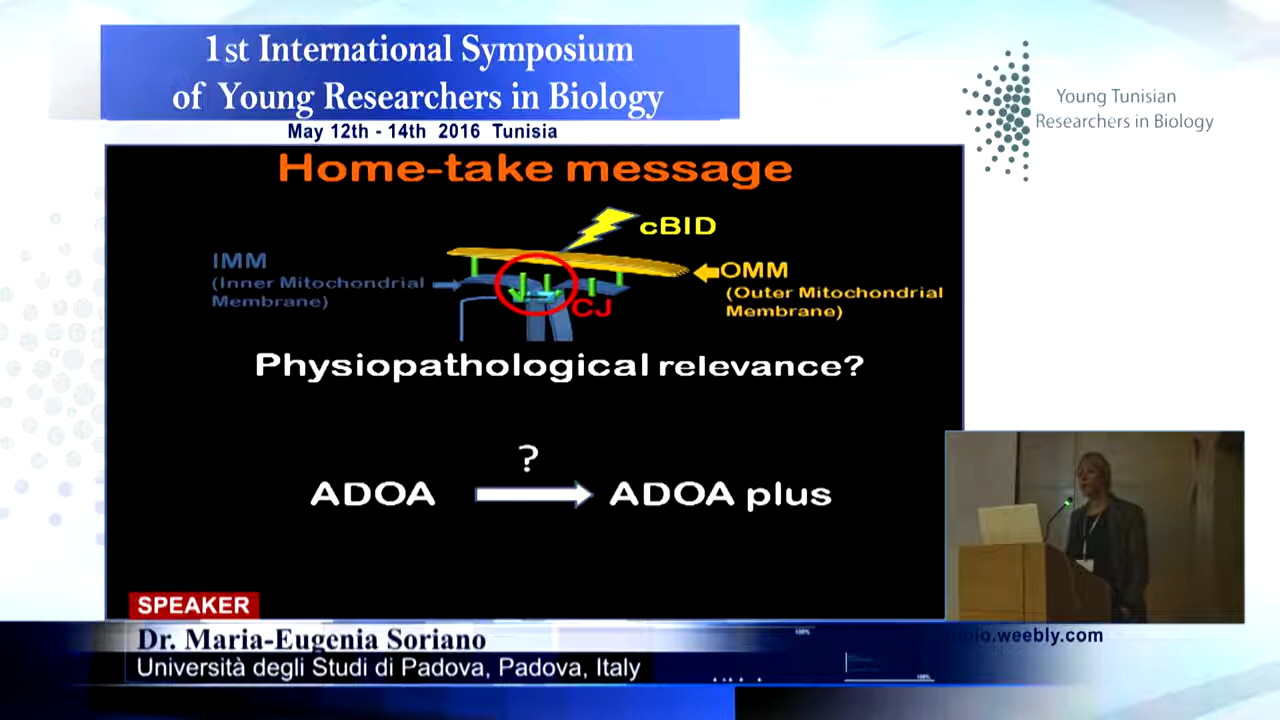 1st International Symposium
of Young Researchers in Biology
May 12th - 14th 2016 Tunisia
Young Tunisian
Researchers in Biology
Home-take message
cBID
IMM
(Inner Mitochondrial
Membrane)
OMM
(Outer Mitochondrial
Membrane)
CJ
Physiopathological relevance?
?
ADOA
ADOA plus
SPEAKER
Dr. Maria-Eugenia Soriano
Università degli Studi di Padova, Padova, Italy
.weebly.com
100%
100%